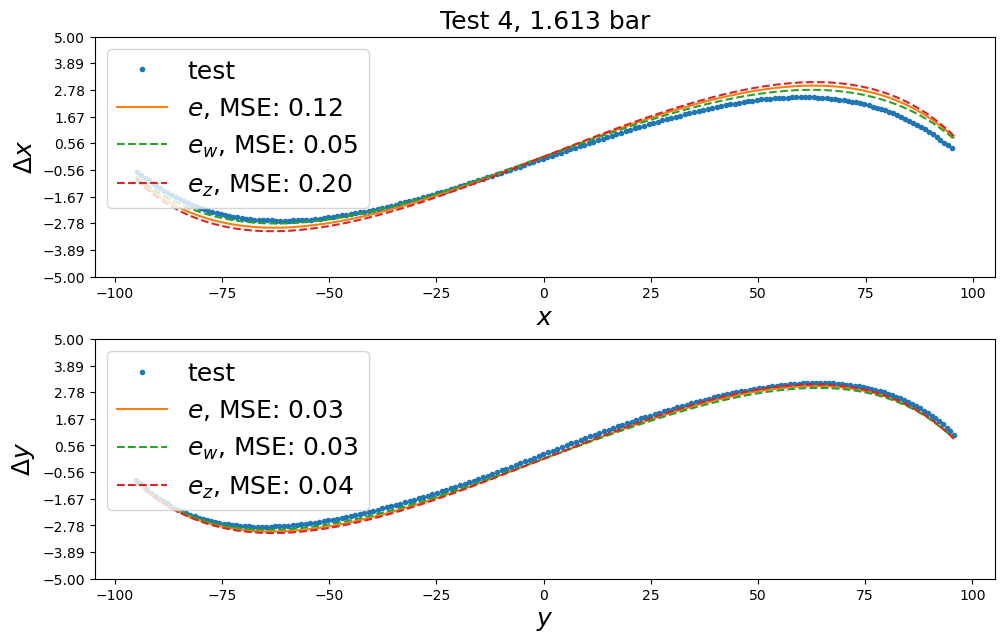 Test 4, 1.613 bar
5.00
3.89
2.78
1.67
0.56
−0.56
−1.67
−2.78
−3.89
−5.00
Δx
test
e, MSE: 0.12
e_w, MSE: 0.05
e_z, MSE: 0.20
−100 −75 −50 −25 0 25 50 75 100
x
5.00
3.89
2.78
1.67
0.56
−0.56
−1.67
−2.78
−3.89
−5.00
Δy
test
e, MSE: 0.03
e_w, MSE: 0.03
e_z, MSE: 0.04
−100 −75 −50 −25 0 25 50 75 100
y